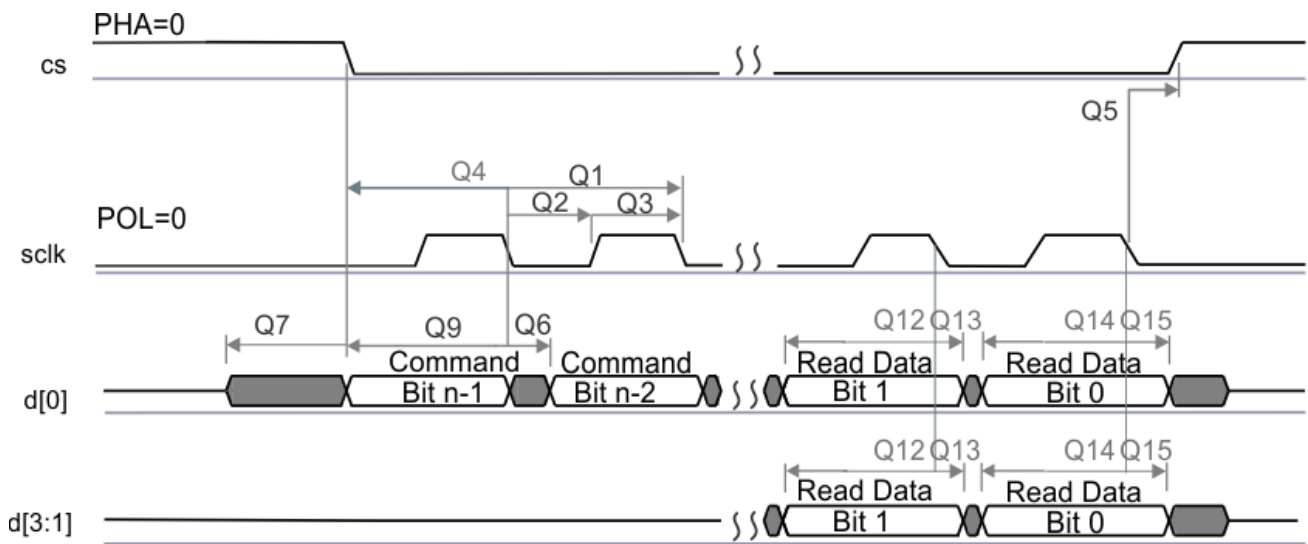 PHA=0
cs
Q5
Q4 Q1
Q2 Q3
POL=0
sclk
Q7 Q9 Q6 Q12 Q13 Q14 Q15
Command Command Read Data Read Data
d[0] Bit n-1 Bit n-2 Bit 1 Bit 0
Q12 Q13 Q14 Q15
Read Data Read Data
d[3:1] Bit 1 Bit 0